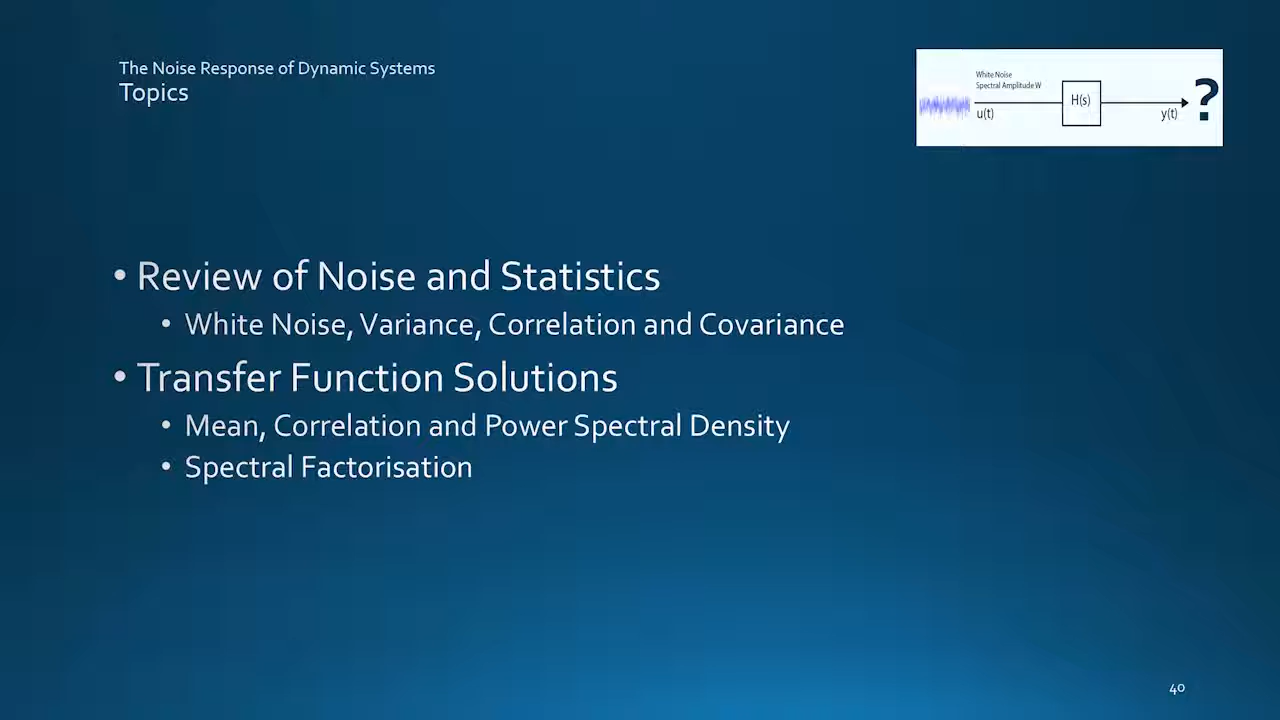 The Noise Response of Dynamic Systems
Topics
White Noise
Spectral Amplitude W
u(t)
H(s)
y(t)
?
• Review of Noise and Statistics
• White Noise, Variance, Correlation and Covariance
• Transfer Function Solutions
• Mean, Correlation and Power Spectral Density
• Spectral Factorisation
40